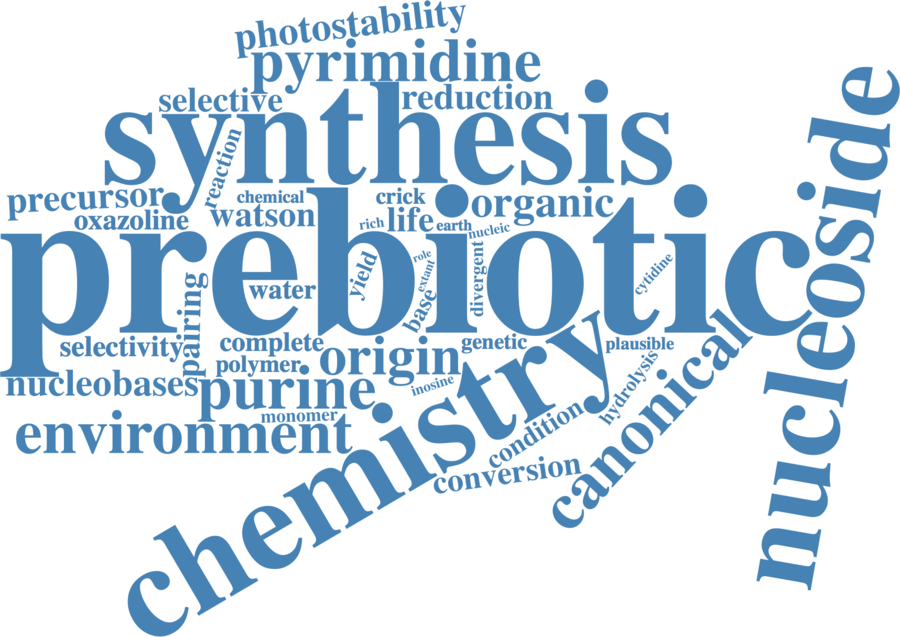 photostability
pyrimidine
selective
reduction
synthesis
reaction
nucleoside
precursor
chemical
crick
organic
oxazoline
watson
rich
life
earth
nucleic
prebiotic
role
extant
yield
divergent
cytidine
water
base
pairing
selectivity
complete
origin
genetic
plausible
polymer
nucleobases
purine
inosine
hydrolysis
canonical
monomer
environment
chemistry
condition
conversion